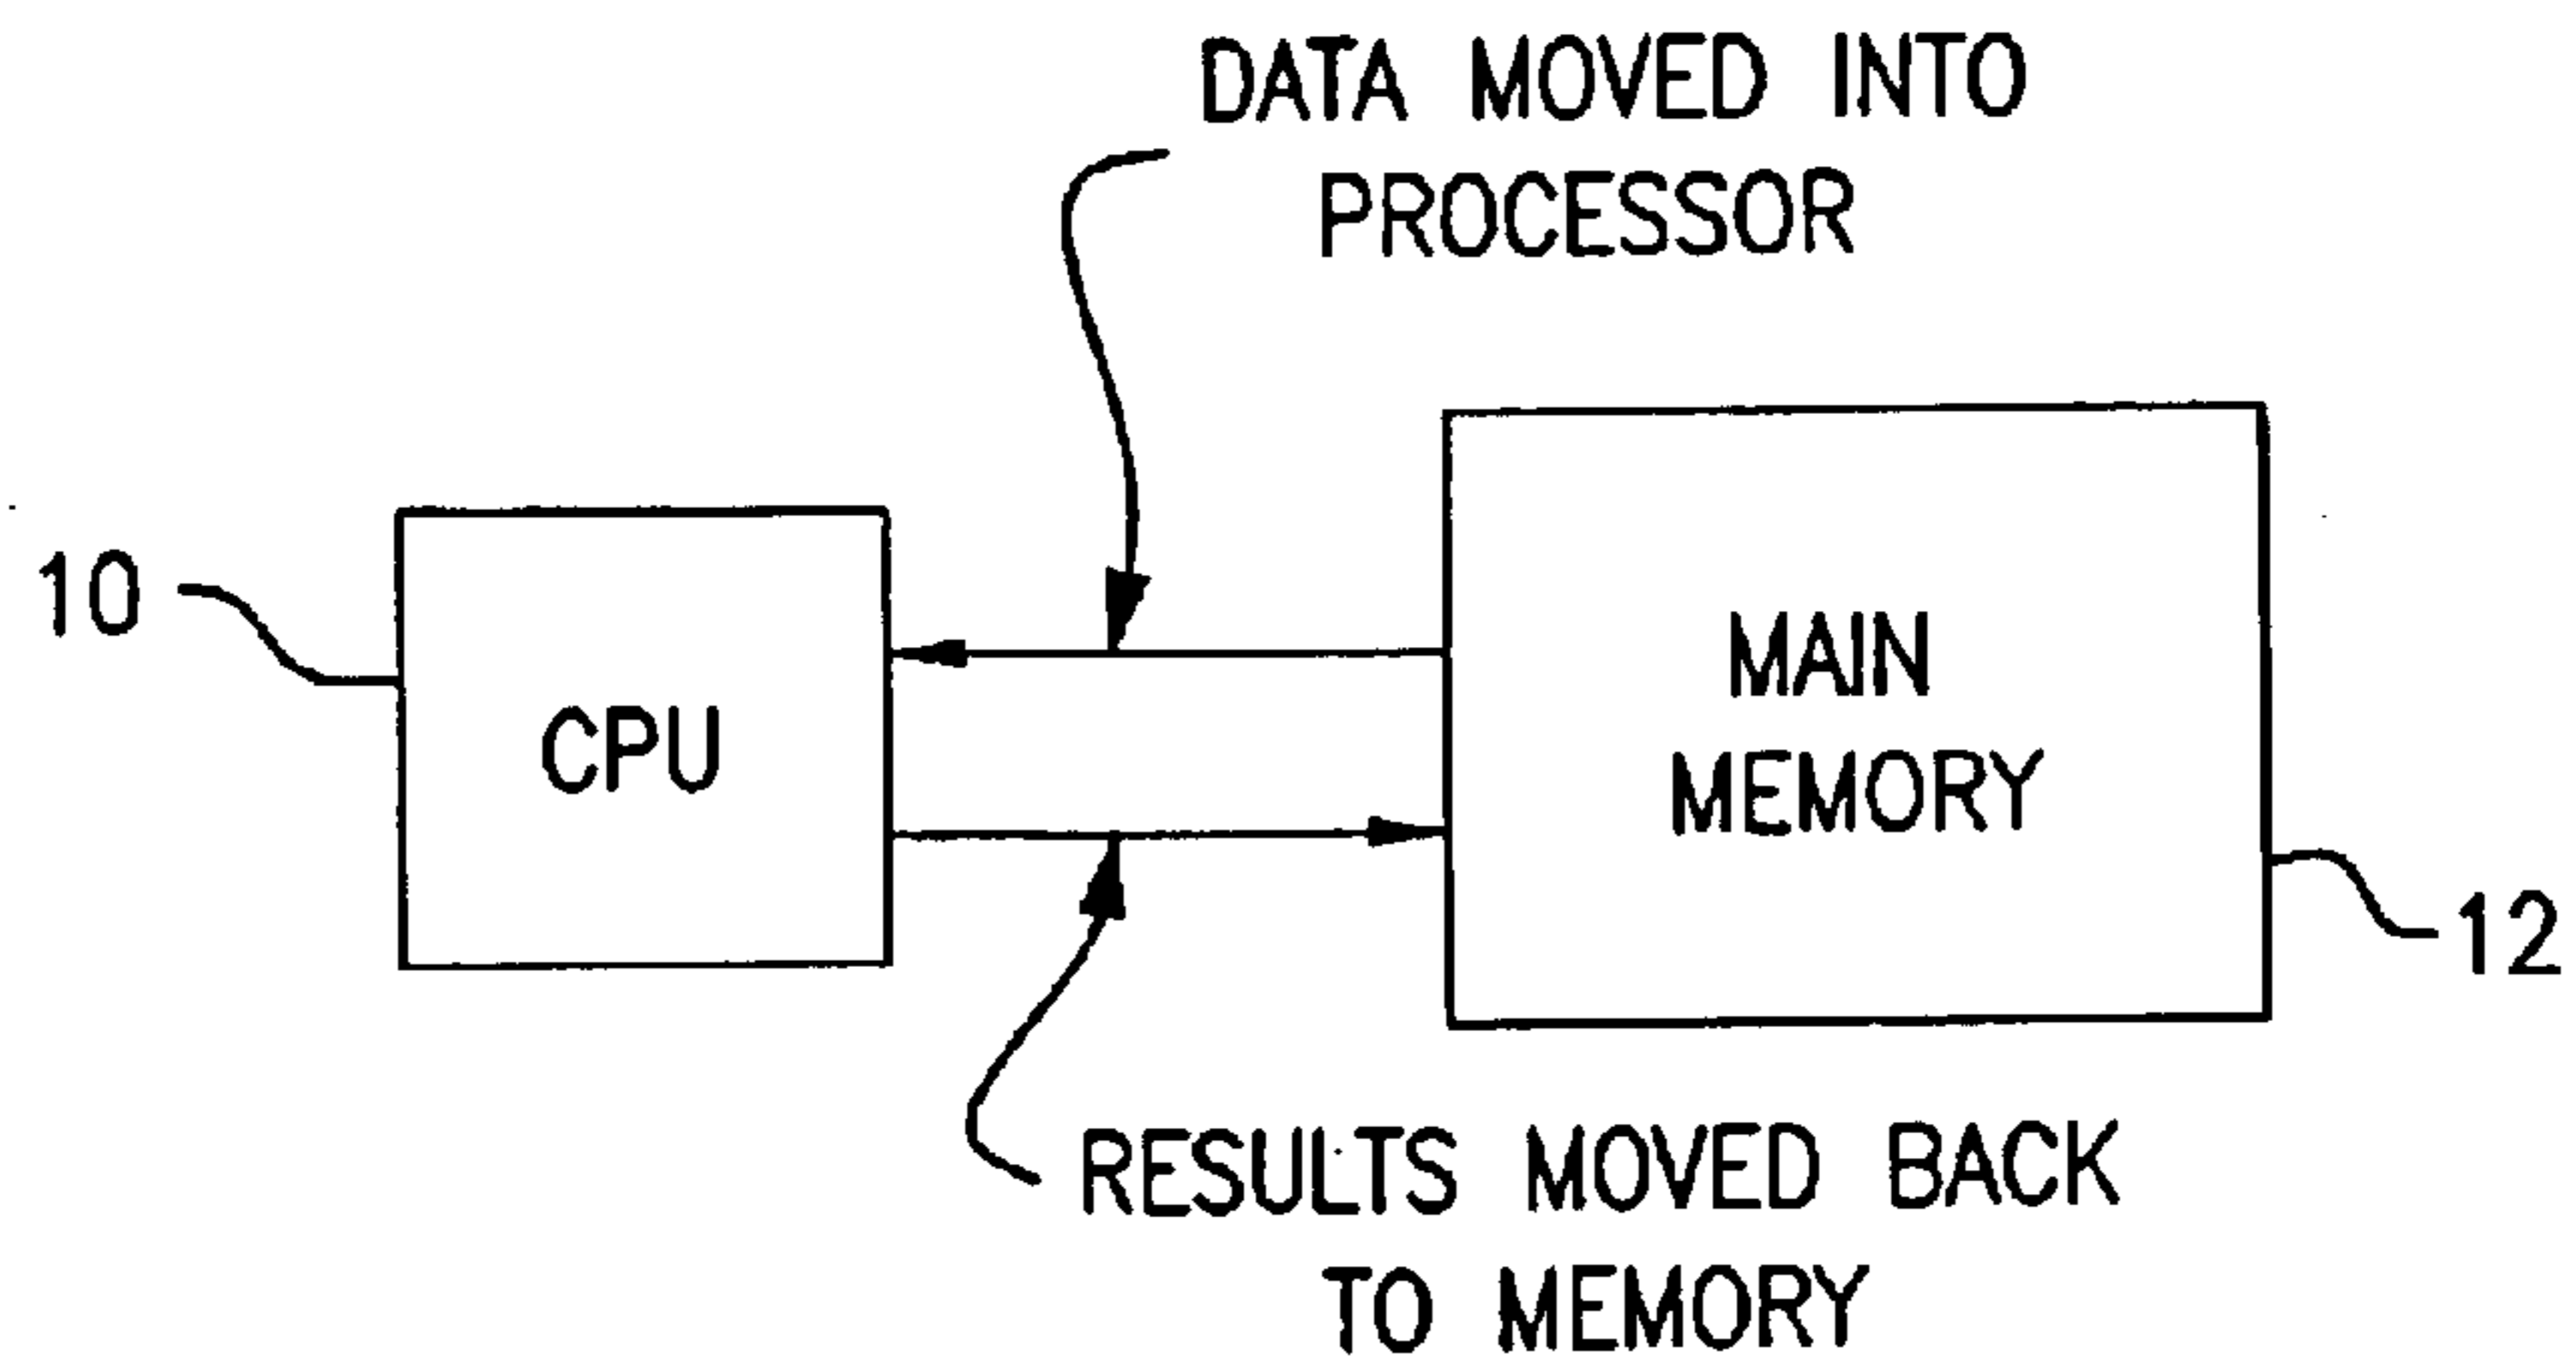 DATA MOVED INTO
PROCESSOR
10
CPU
MAIN
MEMORY
12
RESULTS MOVED BACK
TO MEMORY